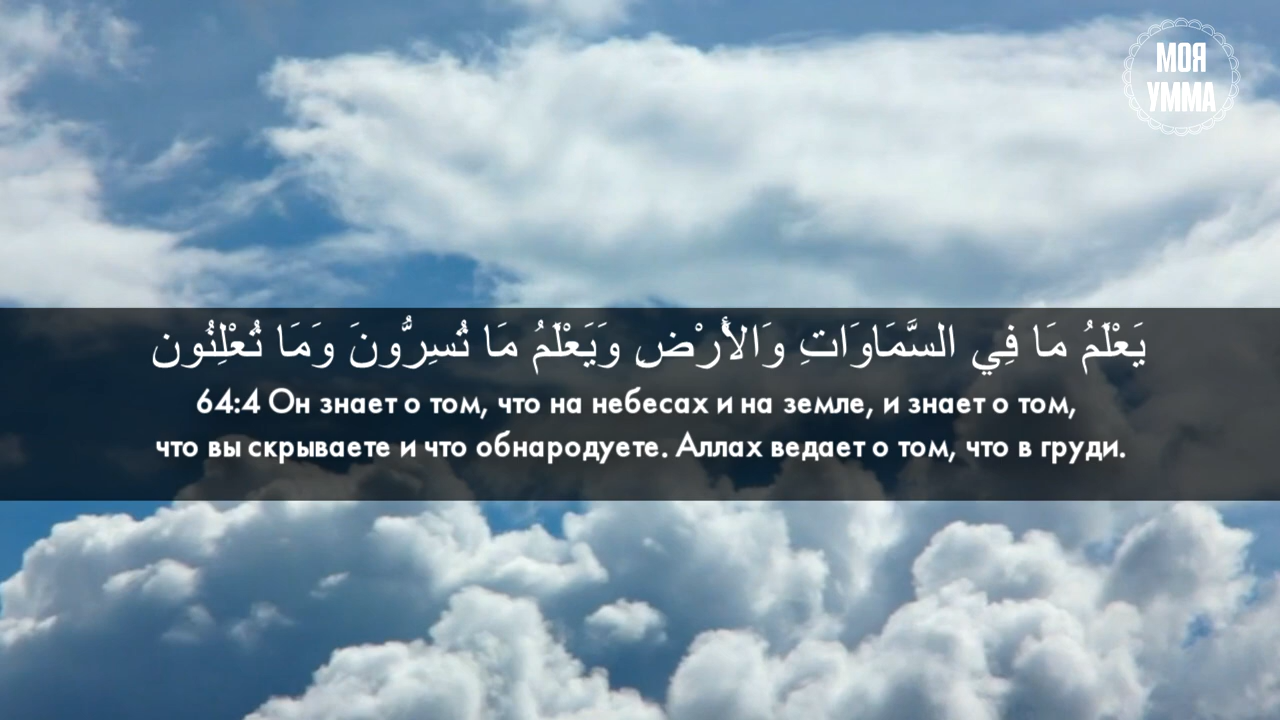 МОЯ
УММА
يَعْلَمُ مَا فِي السَّمَاوَاتِ وَالأَرْضِ وَيَعْلَمُ مَا تُسِرُّونَ وَمَا تُعْلِنُون
64:4 Он знает о том, что на небесах и на земле, и знает о том,
что вы скрываете и что обнародуете. Аллах ведает о том, что в груди.